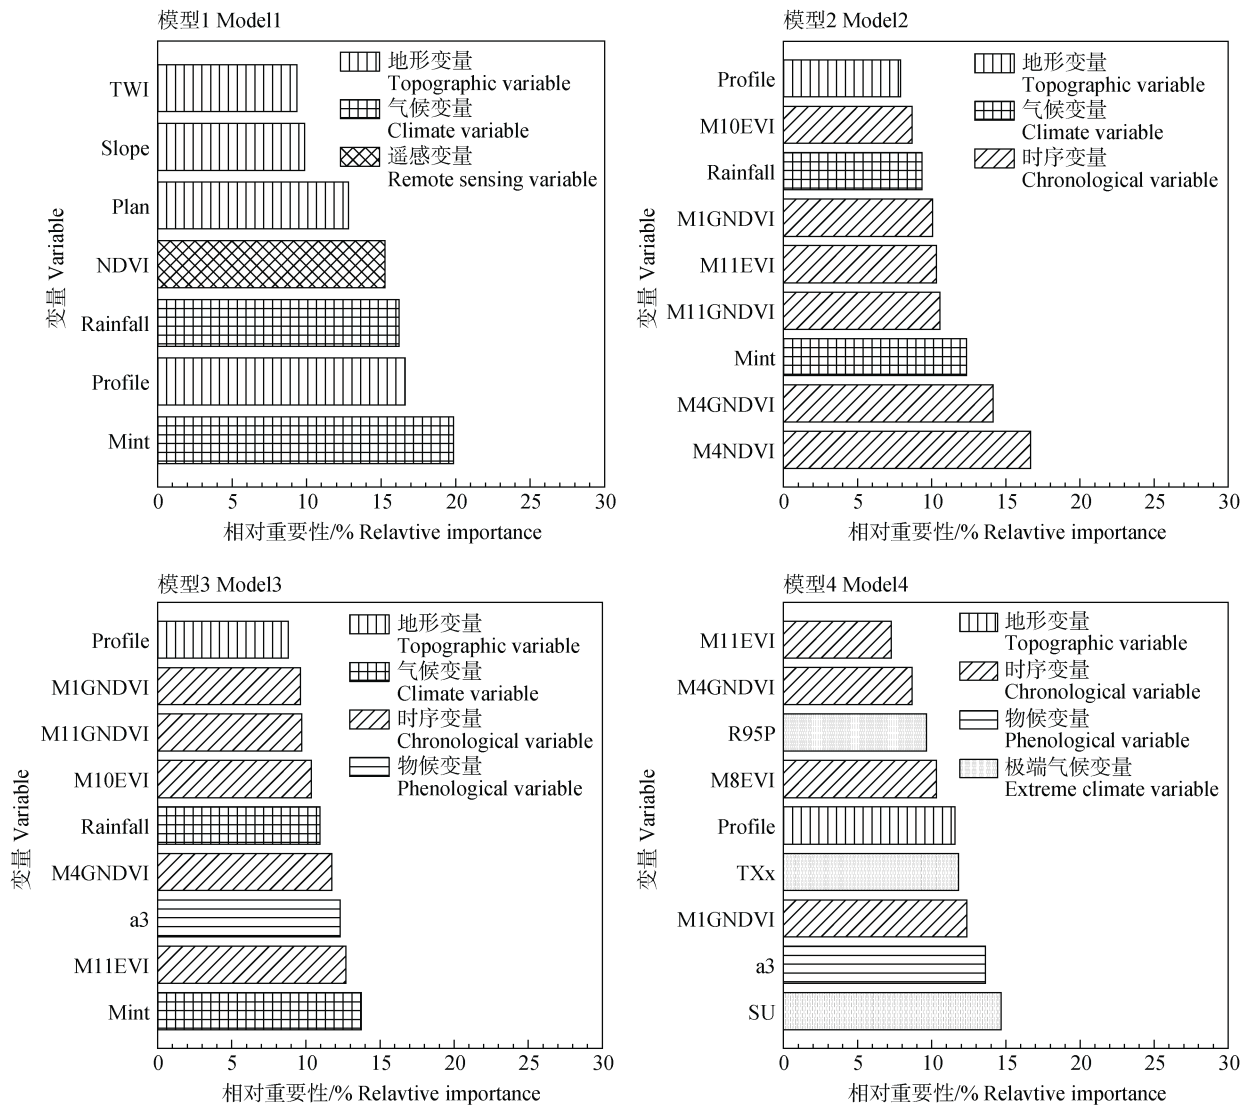 模型1 Model1
地形变量
Topographic variable
气候变量
Climate variable
遥感变量
Remote sensing variable
TWI
Slope
Plan
NDVI
Rainfall
Profile
Mint
变量 Variable
0 5 10 15 20 25 30
相对重要性/% Relavtive importance
模型2 Model2
地形变量
Topographic variable
气候变量
Climate variable
时序变量
Chronological variable
Profile
M10EVI
Rainfall
M1GNDVI
M11EVI
M11GNDVI
Mint
M4GNDVI
M4NDVI
变量 Variable
0 5 10 15 20 25 30
相对重要性/% Relavtive importance
模型3 Model3
地形变量
Topographic variable
气候变量
Climate variable
时序变量
Chronological variable
物候变量
Phenological variable
Profile
M1GNDVI
M11GNDVI
M10EVI
Rainfall
M4GNDVI
a3
M11EVI
Mint
变量 Variable
0 5 10 15 20 25 30
相对重要性/% Relavtive importance
模型4 Model4
地形变量
Topographic variable
时序变量
Chronological variable
物候变量
Phenological variable
极端气候变量
Extreme climate variable
M11EVI
M4GNDVI
R95P
M8EVI
Profile
TXx
M1GNDVI
a3
SU
变量 Variable
0 5 10 15 20 25 30
相对重要性/% Relavtive importance